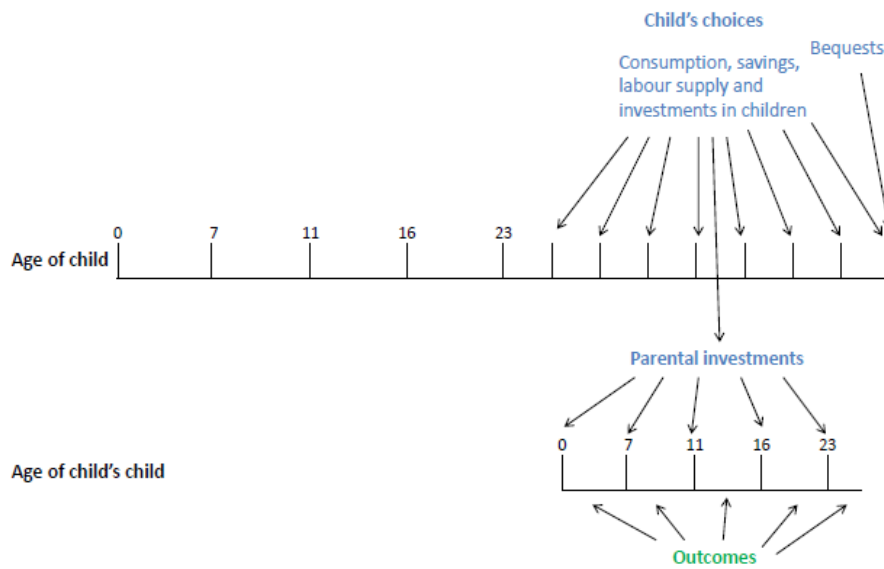 Child's choices
Bequests
Consumption, savings,
labour supply and
investments in children
0 7 11 16 23
Age of child
Parental investments
0 7 11 16 23
Age of child's child
Outcomes